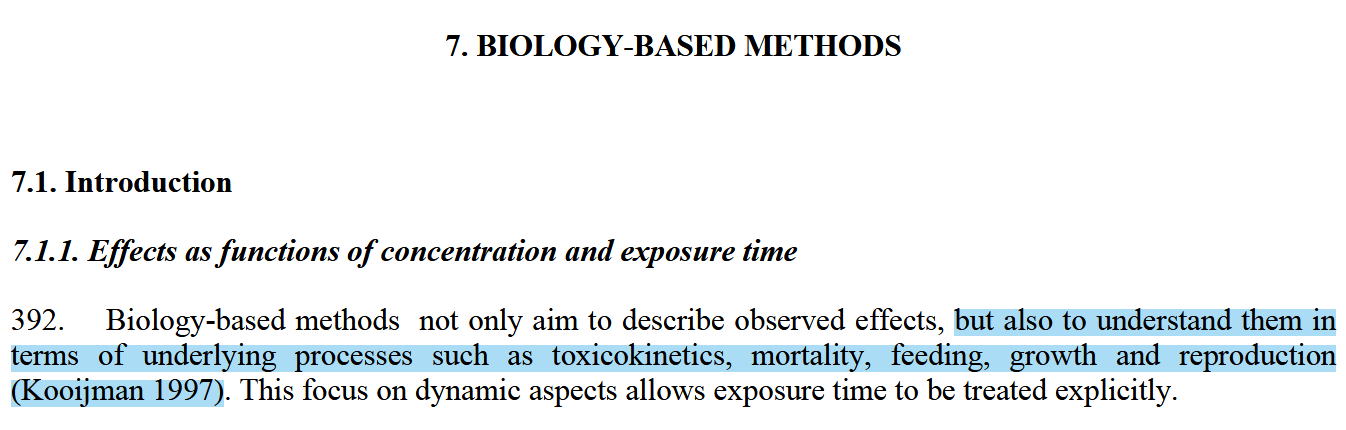 7. BIOLOGY-BASED METHODS
7.1. Introduction
7.1.1. Effects as functions of concentration and exposure time
392. Biology-based methods not only aim to describe observed effects, but also to understand them in
terms of underlying processes such as toxicokinetics, mortality, feeding, growth and reproduction
(Kooijman 1997). This focus on dynamic aspects allows exposure time to be treated explicitly.